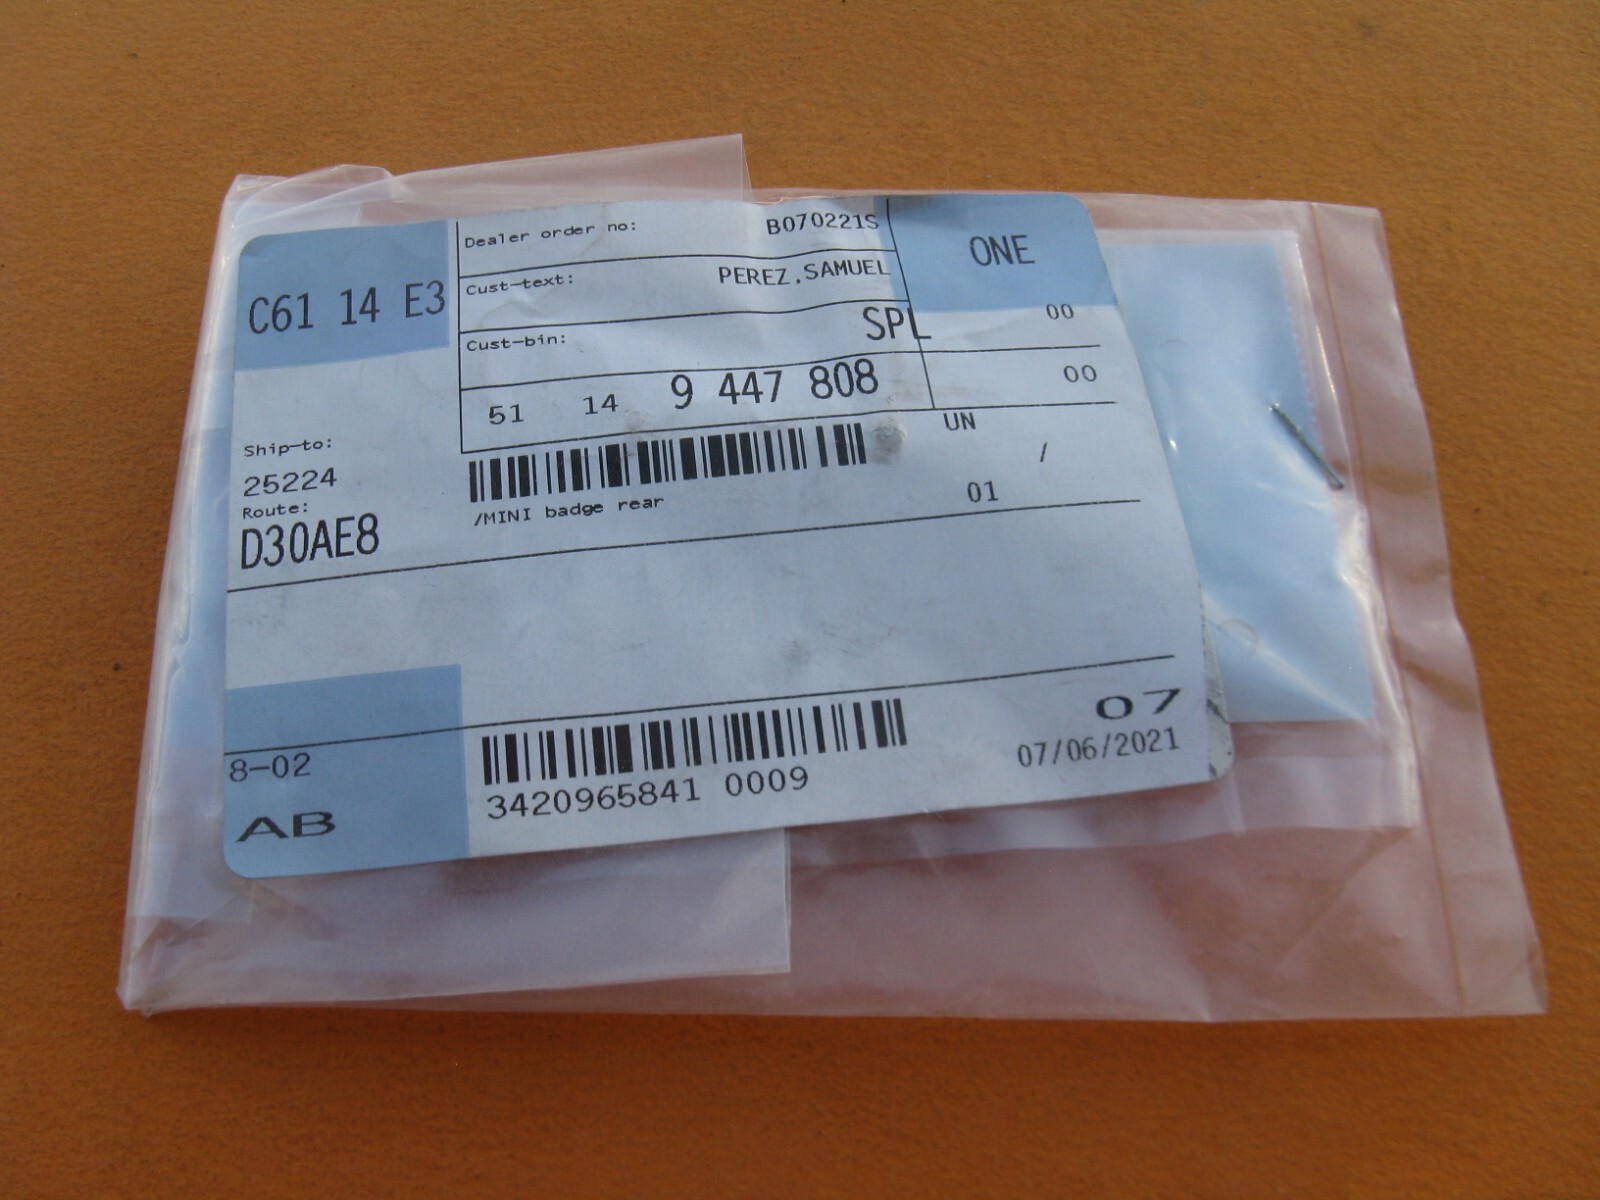 C61 14 E3
Dealer order no: B070221S
Cust-text: PEREZ,SAMUEL
Cust-bin: SPL
ONE
00
00
51 14 9 447 808
UN
/
01
/MINI badge rear
Ship-to:
25224
Route:
D30AE8
8-02
AB
3420965841 0009
07
07/06/2021